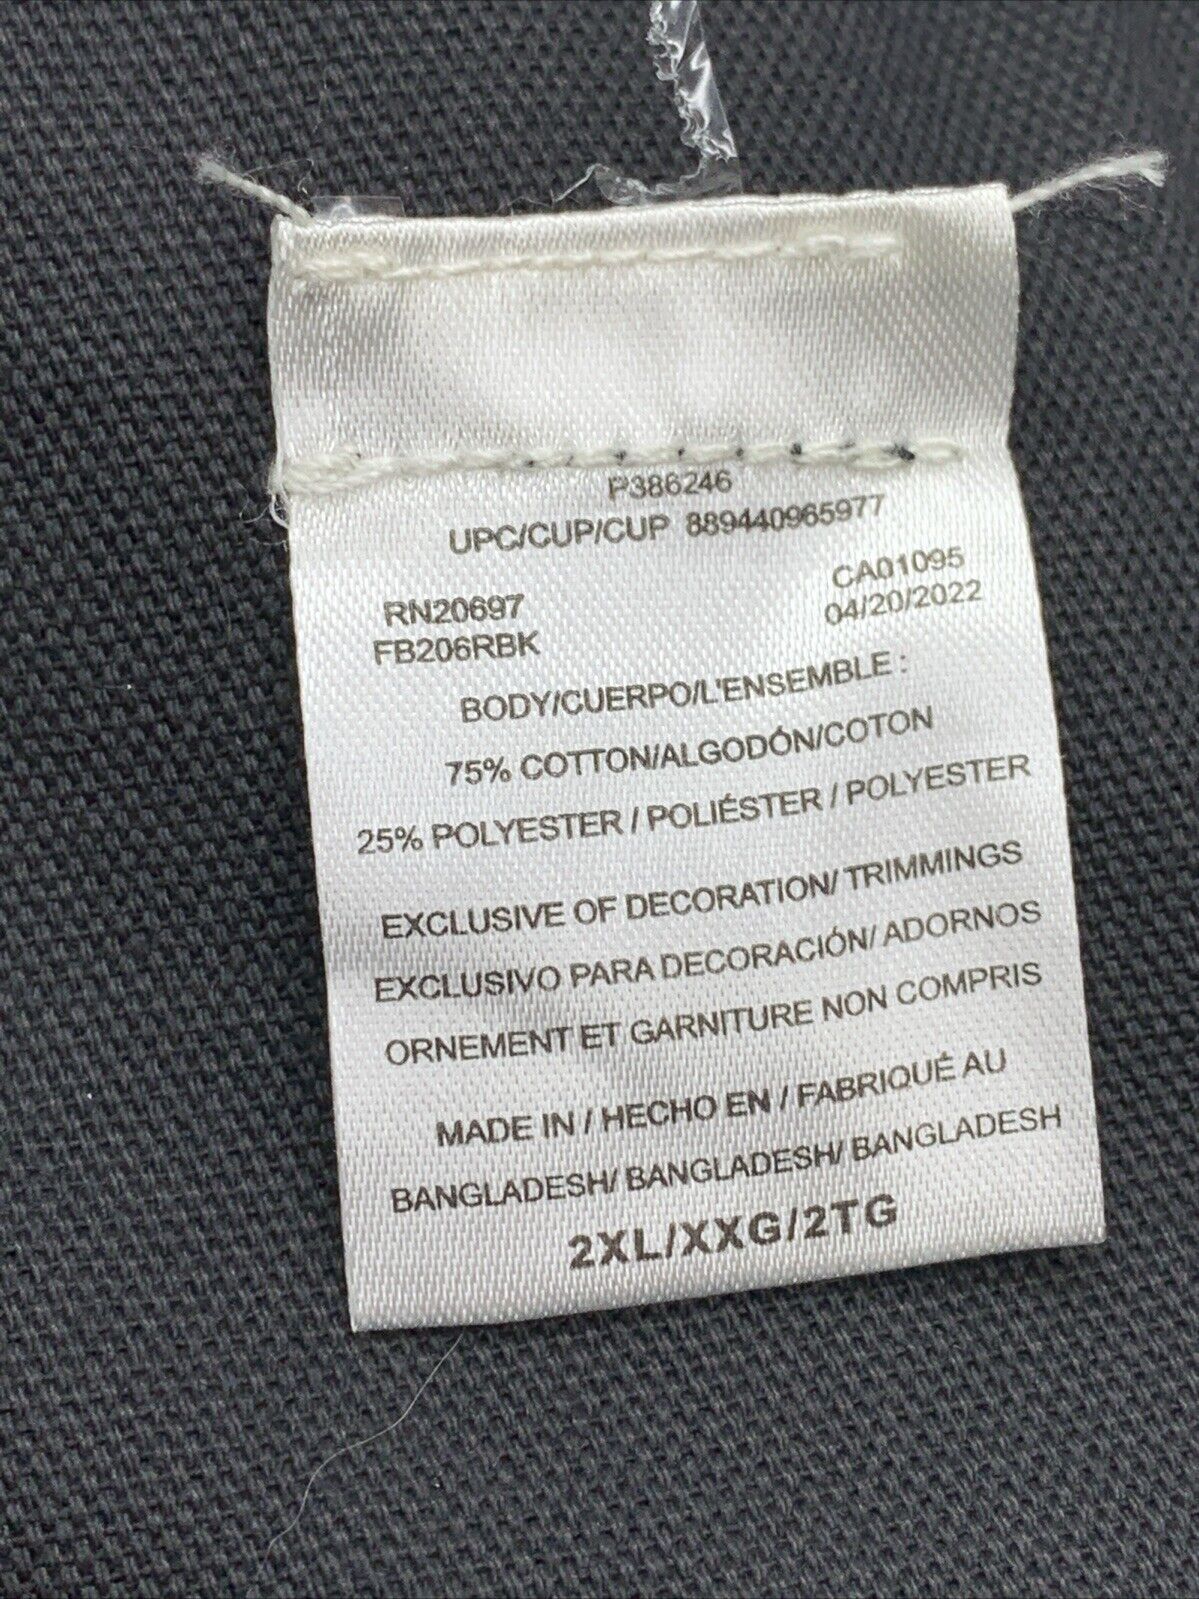 P386246
UPC/CUP/CUP 889440965977
RN20697 CA01095
FB206RBK 04/20/2022
BODY/CUERPO/L'ENSEMBLE :
75% COTTON/ALGODÓN/COTON
25% POLYESTER / POLIÉSTER / POLYESTER
EXCLUSIVE OF DECORATION/ TRIMMINGS
EXCLUSIVO PARA DECORACIÓN/ ADORNOS
ORNEMENT ET GARNITURE NON COMPRIS
MADE IN / HECHO EN / FABRIQUÉ AU
BANGLADESH/ BANGLADESH/ BANGLADESH
2XL/XXG/2TG